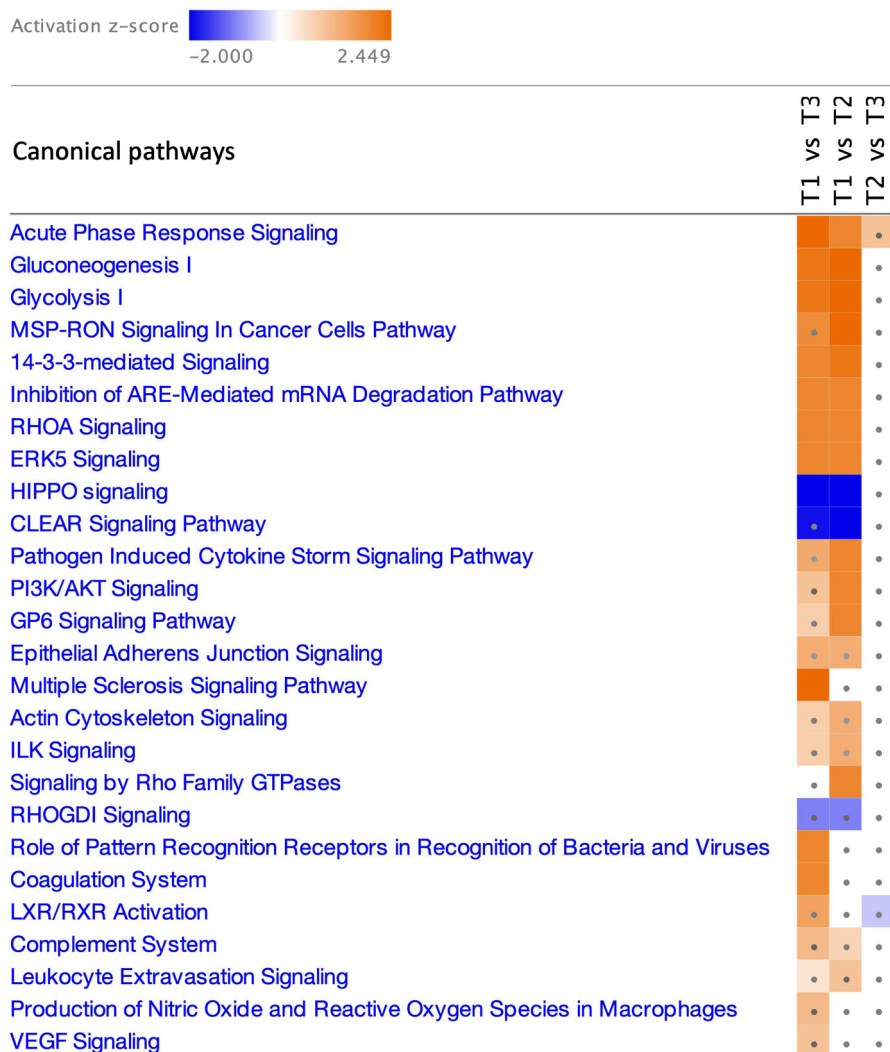 Activation z-score
-2.000 2.449
Canonical pathways
T1 vs T3
T1 vs T2
T2 vs T3
Acute Phase Response Signaling
Gluconeogenesis I
Glycolysis I
MSP-RON Signaling In Cancer Cells Pathway
14-3-3-mediated Signaling
Inhibition of ARE-Mediated mRNA Degradation Pathway
RHOA Signaling
ERK5 Signaling
HIPPO signaling
CLEAR Signaling Pathway
Pathogen Induced Cytokine Storm Signaling Pathway
PI3K/AKT Signaling
GP6 Signaling Pathway
Epithelial Adherens Junction Signaling
Multiple Sclerosis Signaling Pathway
Actin Cytoskeleton Signaling
ILK Signaling
Signaling by Rho Family GTPases
RHOGDI Signaling
Role of Pattern Recognition Receptors in Recognition of Bacteria and Viruses
Coagulation System
LXR/RXR Activation
Complement System
Leukocyte Extravasation Signaling
Production of Nitric Oxide and Reactive Oxygen Species in Macrophages
VEGF Signaling